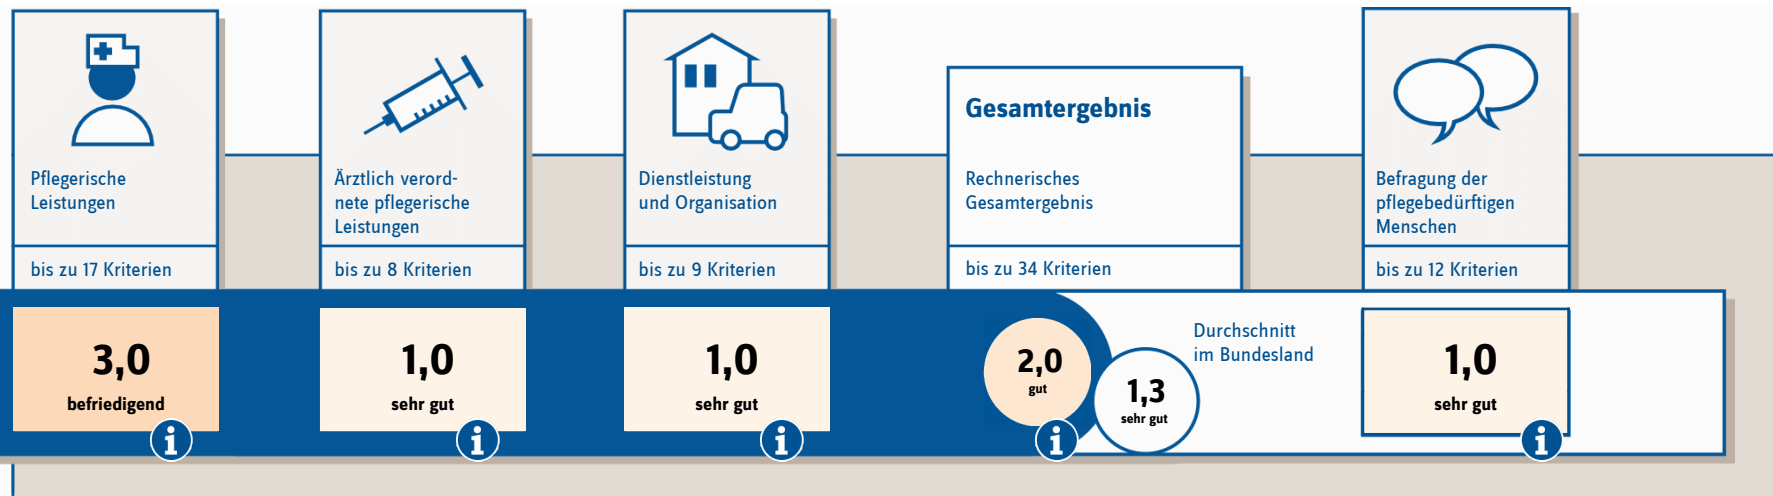 Pflegerische
Leistungen
bis zu 17 Kriterien
3,0
befriedigend
i
Ärztlich verord-
nete pflegerische
Leistungen
bis zu 8 Kriterien
1,0
sehr gut
i
Dienstleistung
und Organisation
bis zu 9 Kriterien
1,0
sehr gut
i
Gesamtergebnis
Rechnerisches
Gesamtergebnis
bis zu 34 Kriterien
2,0
gut
i
1,3
sehr gut
Durchschnitt
im Bundesland
Befragung der
pflegebedürftigen
Menschen
bis zu 12 Kriterien
1,0
sehr gut
i